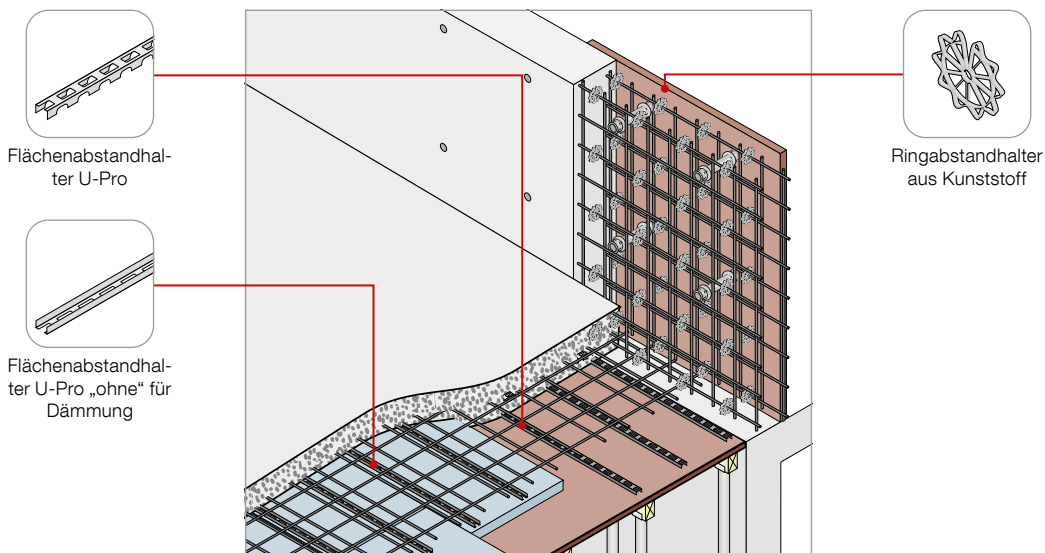 Flächenabstandhal-
ter U-Pro
Flächenabstandhal-
ter U-Pro „ohne“ für
Dämmung
Ringabstandhalter
aus Kunststoff